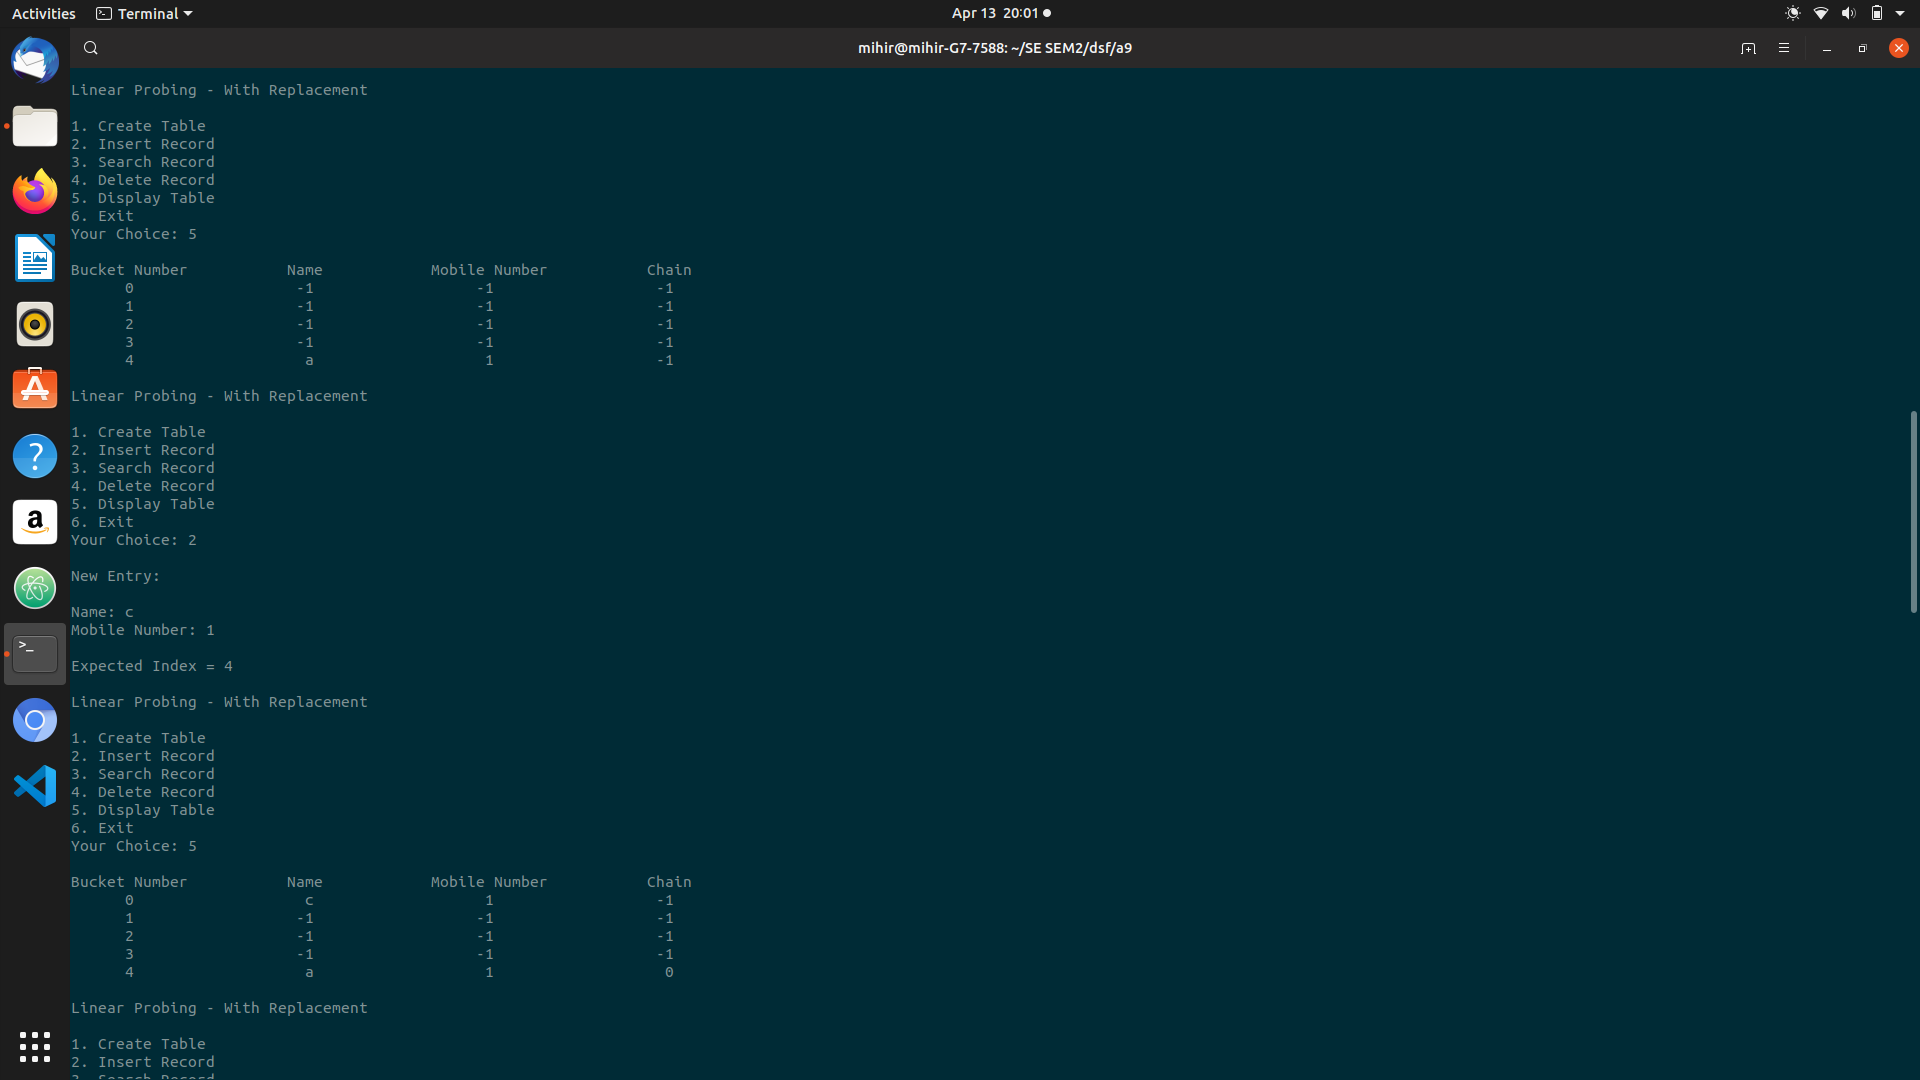 Activities Terminal Apr 13 20:01
mihir@mihir-G7-7588: ~/SE SEM2/dsf/a9
Linear Probing - With Replacement
1. Create Table
2. Insert Record
3. Search Record
4. Delete Record
5. Display Table
6. Exit
Your Choice: 5
Bucket Number Name Mobile Number Chain
0 -1 -1 -1
1 -1 -1 -1
2 -1 -1 -1
3 -1 -1 -1
4 a 1 -1
Linear Probing - With Replacement
1. Create Table
2. Insert Record
3. Search Record
4. Delete Record
5. Display Table
6. Exit
Your Choice: 2
New Entry:
Name: c
Mobile Number: 1
Expected Index = 4
Linear Probing - With Replacement
1. Create Table
2. Insert Record
3. Search Record
4. Delete Record
5. Display Table
6. Exit
Your Choice: 5
Bucket Number Name Mobile Number Chain
0 c 1 -1
1 -1 -1 -1
2 -1 -1 -1
3 -1 -1 -1
4 a 1 0
Linear Probing - With Replacement
1. Create Table
2. Insert Record
3. Search Record